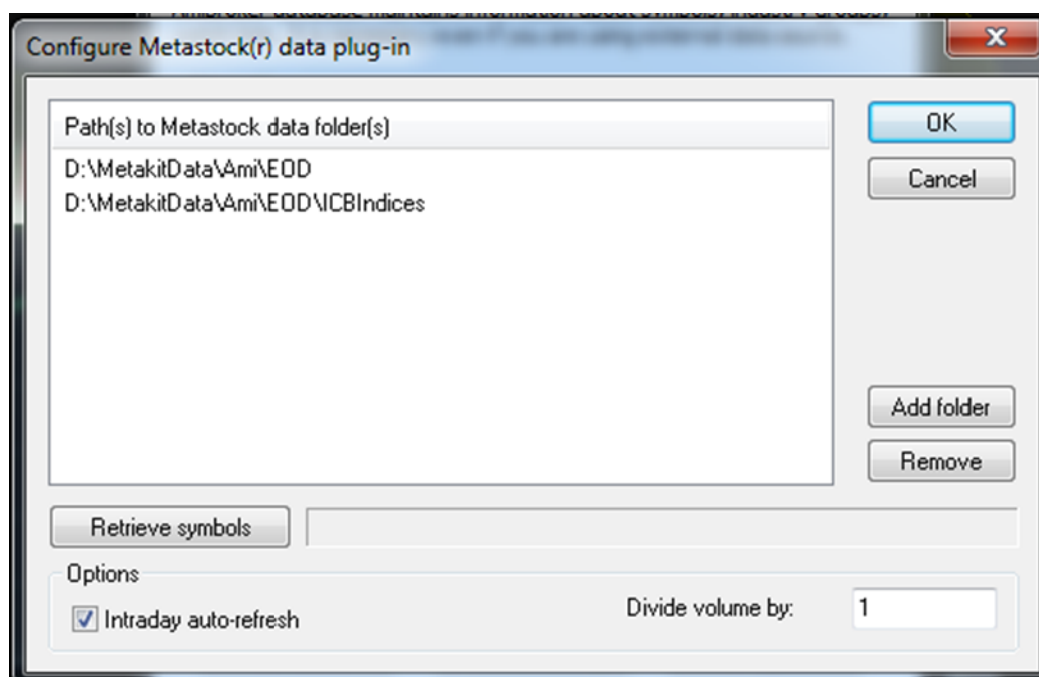 Configure Metastock(r) data plug-in
Path(s) to Metastock data folder(s)
OK
D:\MetakitData\Ami\EOD
Cancel
D:\MetakitData\Ami\EOD\ICBIndices
Add folder
Remove
Retrieve symbols
Options
Intraday auto-refresh
Divide volume by:
1